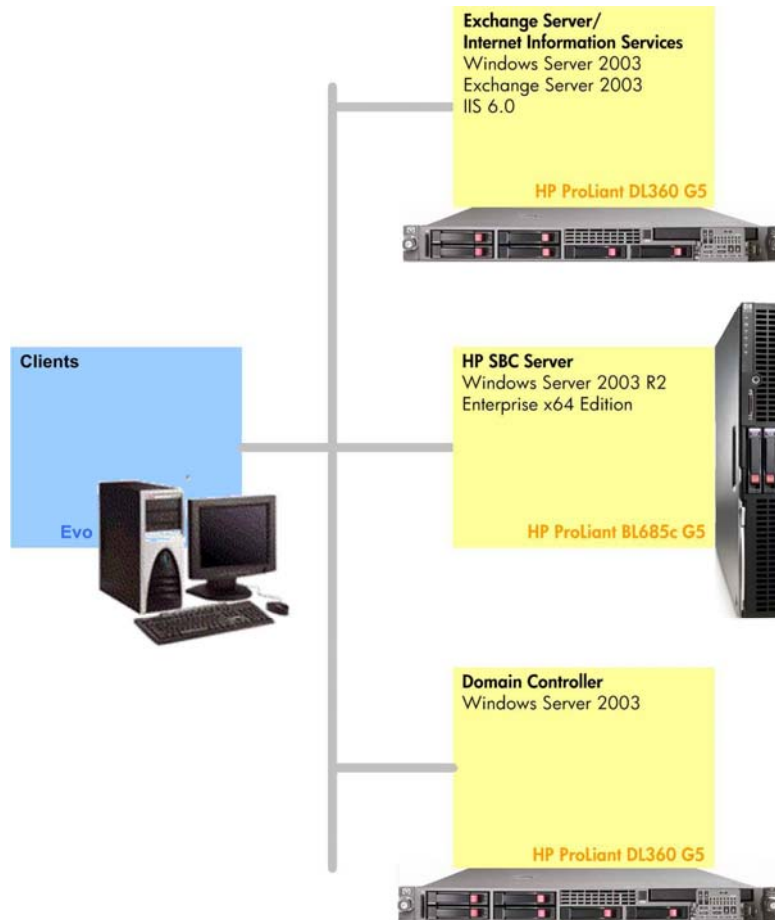 Exchange Server/
Internet Information Services
Windows Server 2003
Exchange Server 2003
IIS 6.0
HP ProLiant DL360 G5
Clients
Evo
HP SBC Server
Windows Server 2003 R2
Enterprise x64 Edition
HP ProLiant BL685c G5
Domain Controller
Windows Server 2003
HP ProLiant DL360 G5